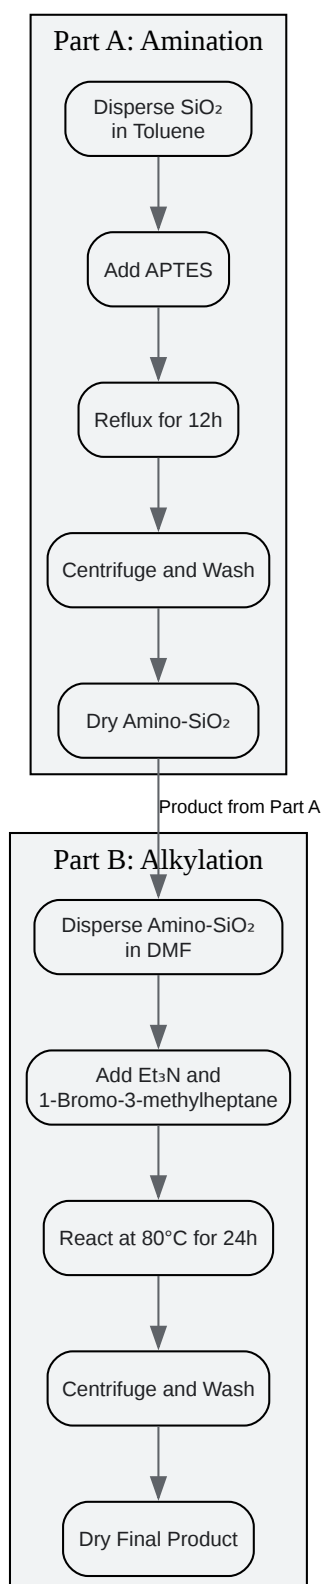 Part A: Amination
Disperse SiO₂
in Toluene
Add APTES
Reflux for 12h
Centrifuge and Wash
Dry Amino-SiO₂
Product from Part A
Part B: Alkylation
Disperse Amino-SiO₂
in DMF
Add Et₃N and
1-Bromo-3-methylheptane
React at 80°C for 24h
Centrifuge and Wash
Dry Final Product